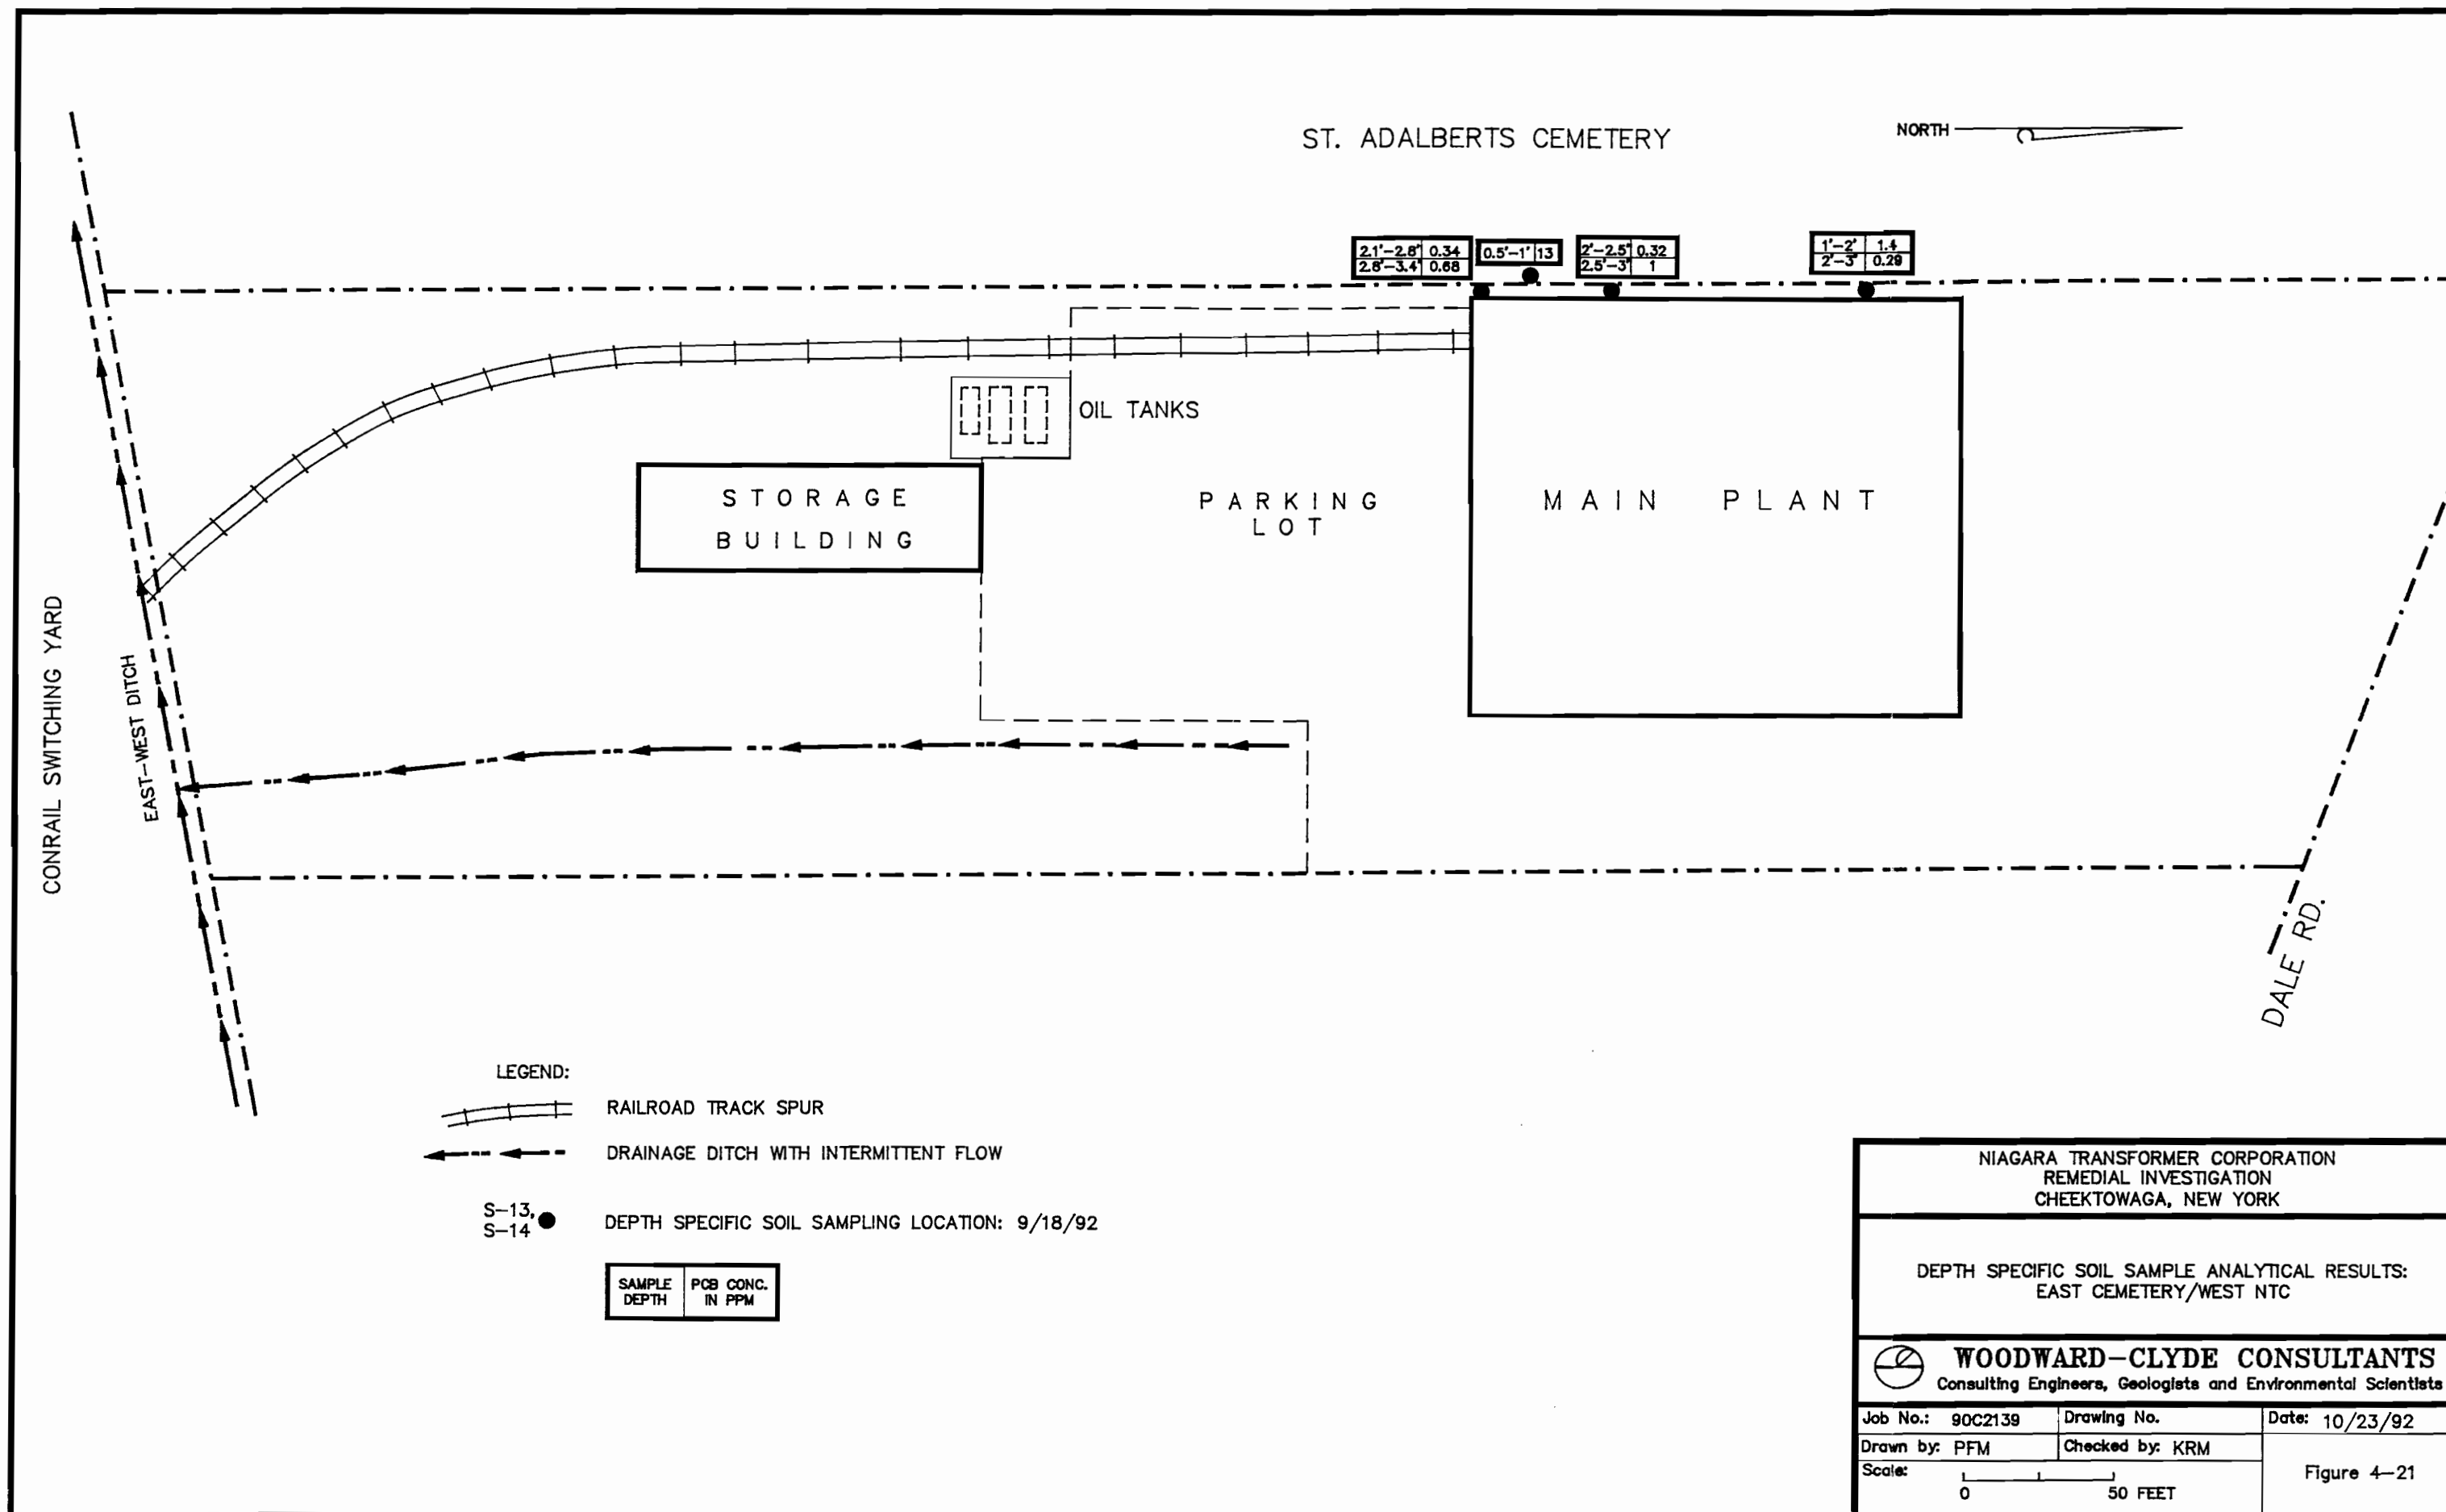 ST. ADALBERTS CEMETERY
NORTH
2.1'-2.8' 0.34
2.8'-3.4' 0.68
0.5'-1' 13
2'-2.5' 0.32
2.5'-3' 1
1'-2' 1.4
2'-3' 0.29
OIL TANKS
STORAGE
BUILDING
PARKING
LOT
MAIN PLANT
CONRAIL SWITCHING YARD
EAST-WEST DITCH
DALE RD.
LEGEND:
RAILROAD TRACK SPUR
DRAINAGE DITCH WITH INTERMITTENT FLOW
S-13,
S-14
DEPTH SPECIFIC SOIL SAMPLING LOCATION: 9/18/92
SAMPLE DEPTH
PCB CONC. IN PPM
NIAGARA TRANSFORMER CORPORATION
REMEDIAL INVESTIGATION
CHEEKTOWAGA, NEW YORK
DEPTH SPECIFIC SOIL SAMPLE ANALYTICAL RESULTS:
EAST CEMETERY/WEST NTC
WOODWARD-CLYDE CONSULTANTS
Consulting Engineers, Geologists and Environmental Scientists
Job No.: 90C2139 Drawing No. Date: 10/23/92
Drawn by: PFM Checked by: KRM
Scale:
0 50 FEET
Figure 4-21